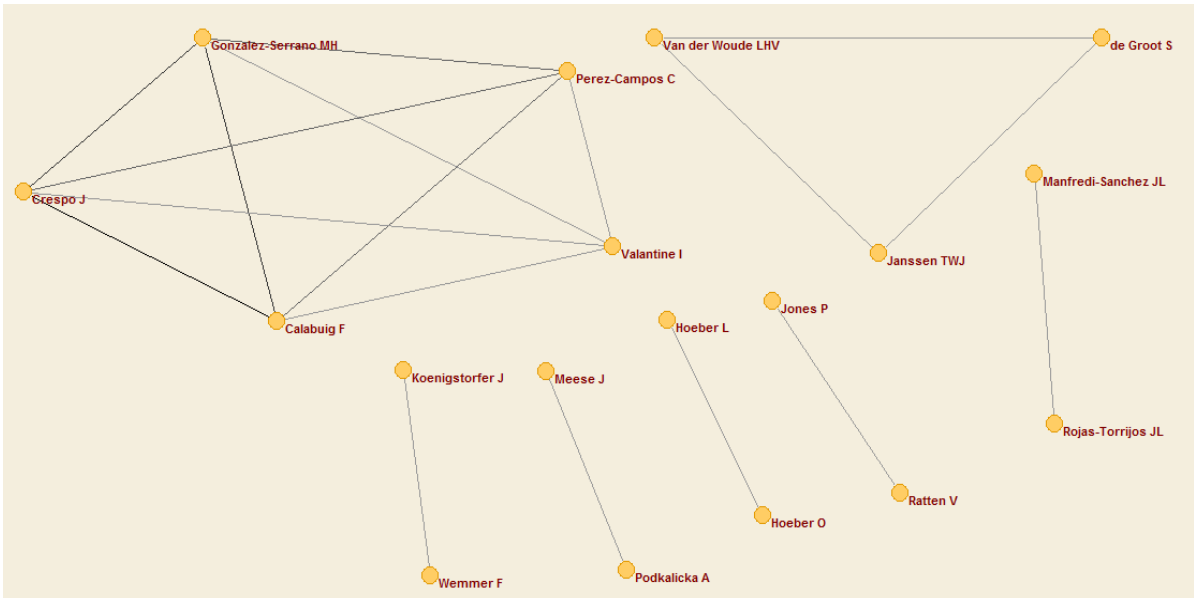 Gonzalez-Serrano MH
Van der Woude LHV
de Groot S
Perez-Campos C
Manfredi-Sanchez JL
Crespo J
Valantine I
Janssen TWJ
Jones P
Calabuig F
Hoeber L
Koenigstorfer J
Meese J
Rojas-Torrijos JL
Ratten V
Hoeber O
Wemmer F
Podkalicka A